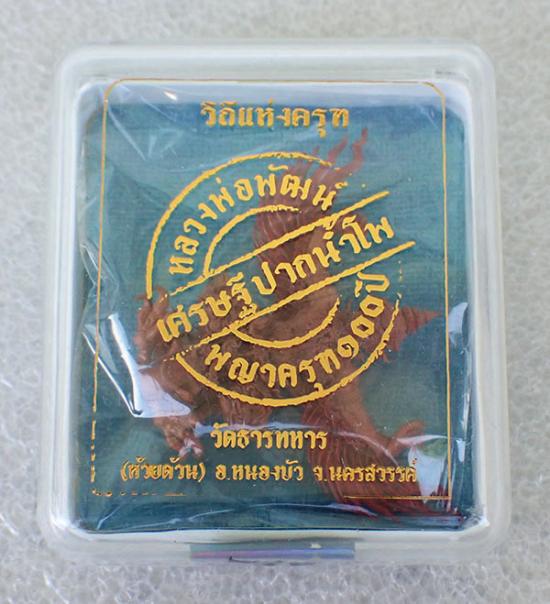 วิถีแห่งครุฑ
หลวงพ่อพัฒน์
เศรษฐีปากน้ำโพ
พญาครุฑ๑๐๐ปี
วัดธารทหาร
(ห้วยด้วน) อ.หนองบัว จ.นครสวรรค์